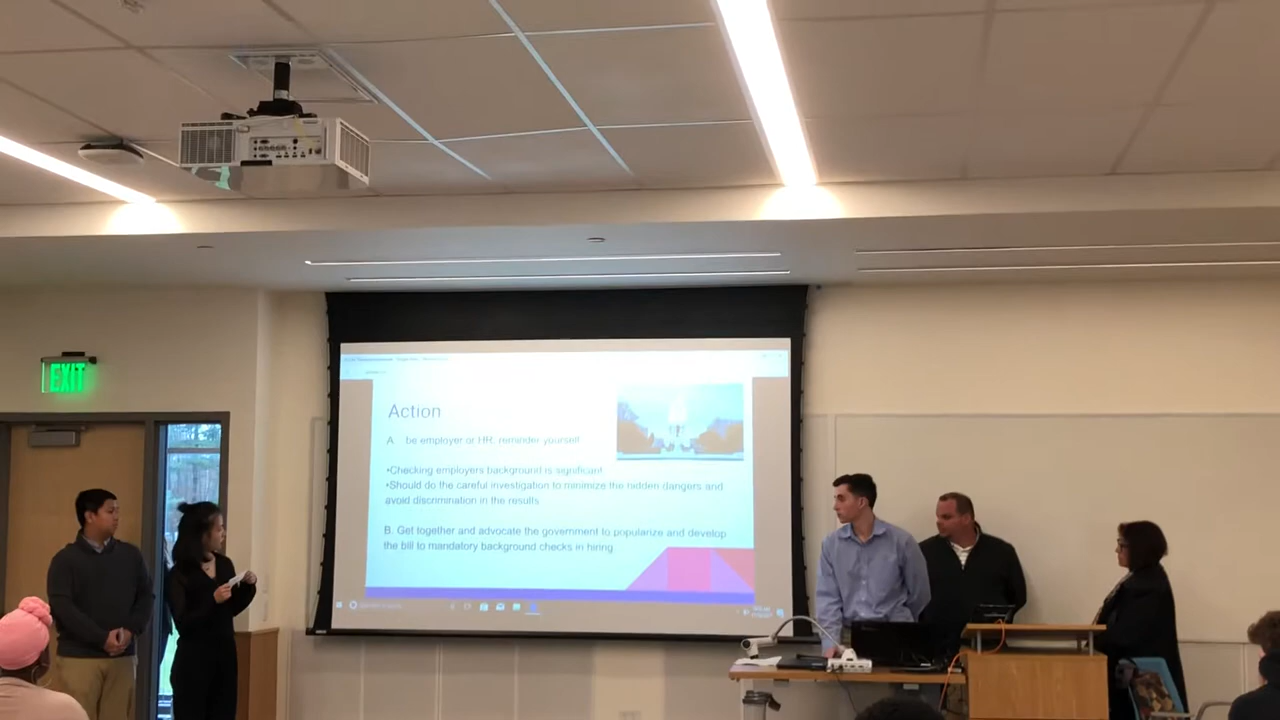 EXIT
Action
A. be employer or HR, reminder yourself
•Checking employers background is significant.
•Should do the careful investigation to minimize the hidden dangers and
avoid discrimination in the results
B. Get together and advocate the government to popularize and develop
the bill to mandatory background checks in hiring